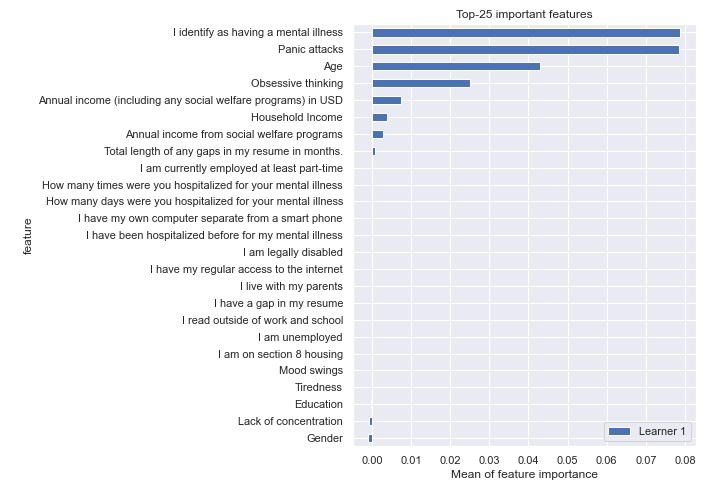 Top-25 important features
I identify as having a mental illness
Panic attacks
Age
Obsessive thinking
Annual income (including any social welfare programs) in USD
Household Income
Annual income from social welfare programs
Total length of any gaps in my resume in months.
I am currently employed at least part-time
How many times were you hospitalized for your mental illness
How many days were you hospitalized for your mental illness
I have my own computer separate from a smart phone
I have been hospitalized before for my mental illness
I am legally disabled
I have my regular access to the internet
I live with my parents
I have a gap in my resume
I read outside of work and school
I am unemployed
I am on section 8 housing
Mood swings
Tiredness
Education
Lack of concentration
Gender
feature
Learner 1
0.00 0.01 0.02 0.03 0.04 0.05 0.06 0.07 0.08
Mean of feature importance